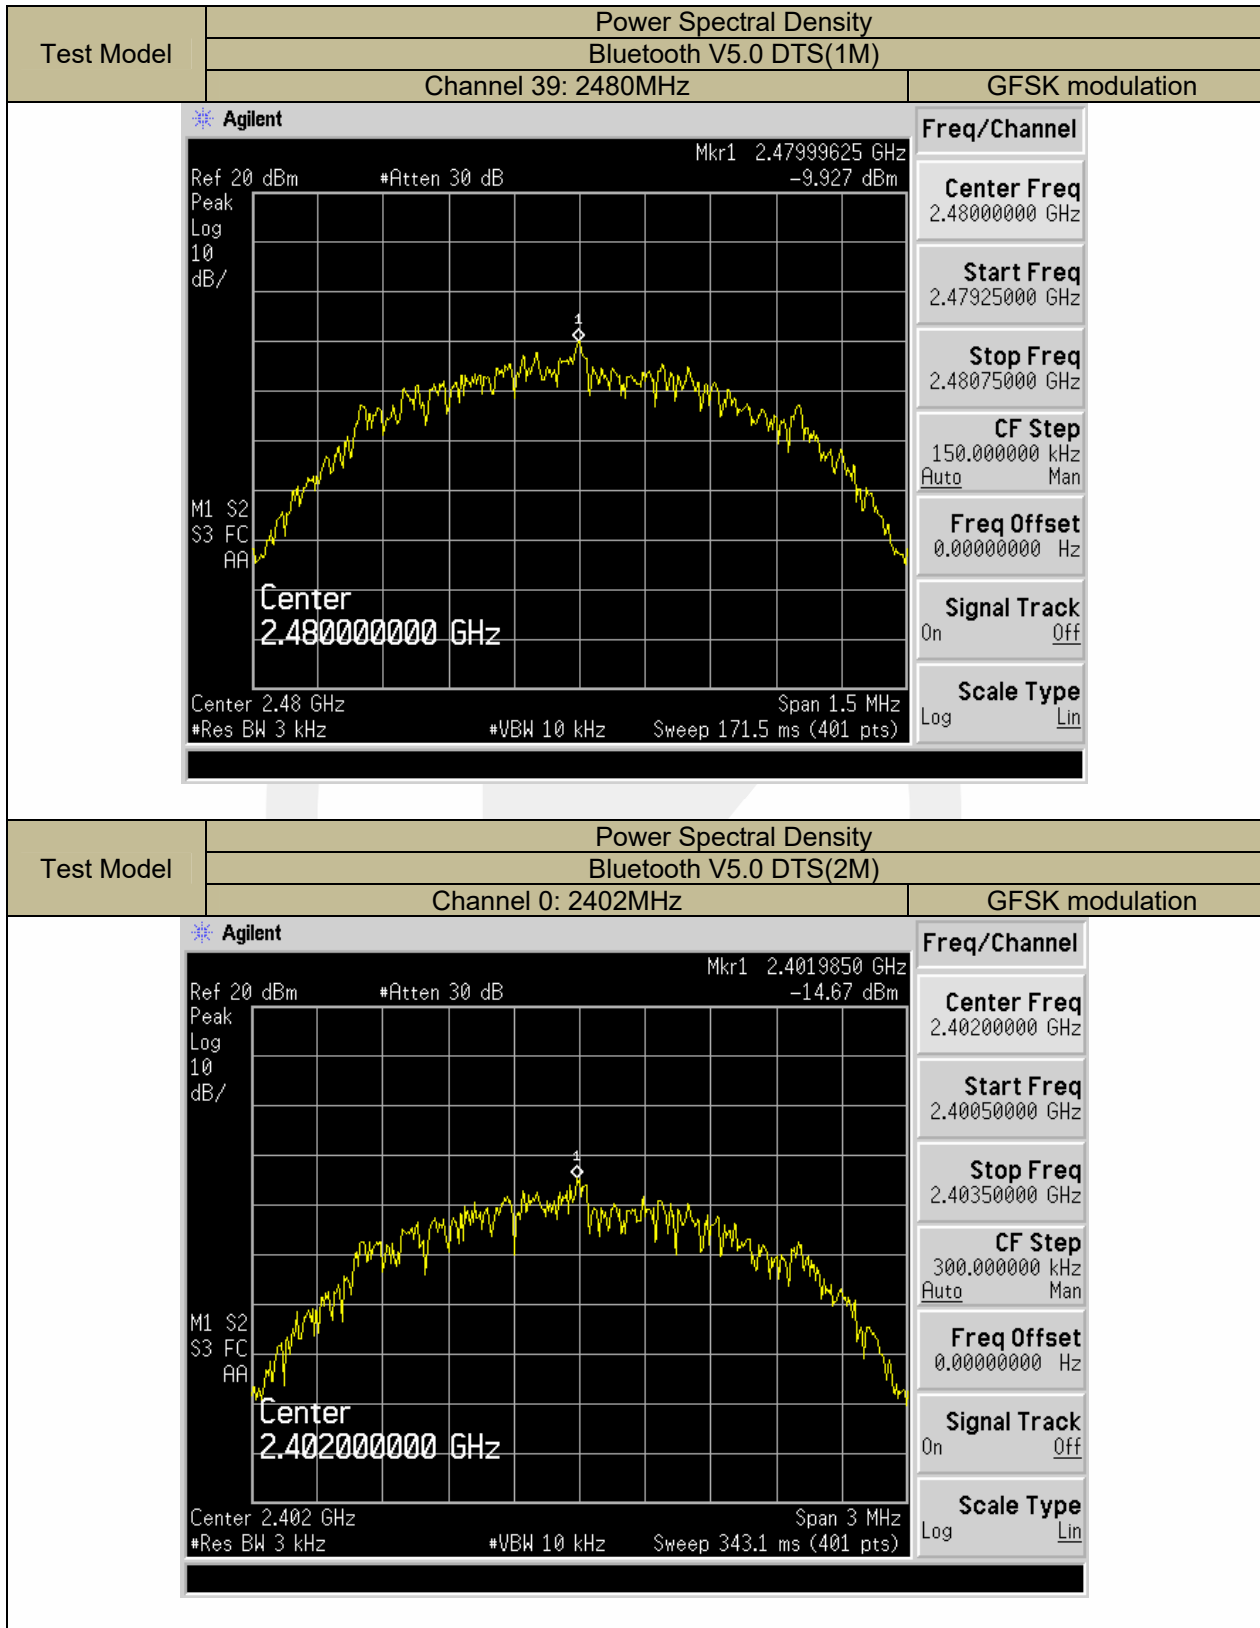 Test Model
Power Spectral Density
Bluetooth V5.0 DTS(1M)
Channel 39: 2480MHz GFSK modulation
Agilent
Freq/Channel
Mkr1 2.47999625 GHz
Ref 20 dBm #Atten 30 dB -9.927 dBm
Peak
Log
10
dB/
1
M1 S2
S3 FC
AA
Center
2.480000000 GHz
Center 2.48 GHz Span 1.5 MHz
#Res BW 3 kHz #VBW 10 kHz Sweep 171.5 ms (401 pts)
Center Freq
2.48000000 GHz
Start Freq
2.47925000 GHz
Stop Freq
2.48075000 GHz
CF Step
150.000000 kHz
Auto Man
Freq Offset
0.00000000 Hz
Signal Track
On Off
Scale Type
Log Lin
Test Model
Power Spectral Density
Bluetooth V5.0 DTS(2M)
Channel 0: 2402MHz GFSK modulation
Agilent
Freq/Channel
Mkr1 2.4019850 GHz
Ref 20 dBm #Atten 30 dB -14.67 dBm
Peak
Log
10
dB/
1
M1 S2
S3 FC
AA
Center
2.402000000 GHz
Center 2.402 GHz Span 3 MHz
#Res BW 3 kHz #VBW 10 kHz Sweep 343.1 ms (401 pts)
Center Freq
2.40200000 GHz
Start Freq
2.40050000 GHz
Stop Freq
2.40350000 GHz
CF Step
300.000000 kHz
Auto Man
Freq Offset
0.00000000 Hz
Signal Track
On Off
Scale Type
Log Lin